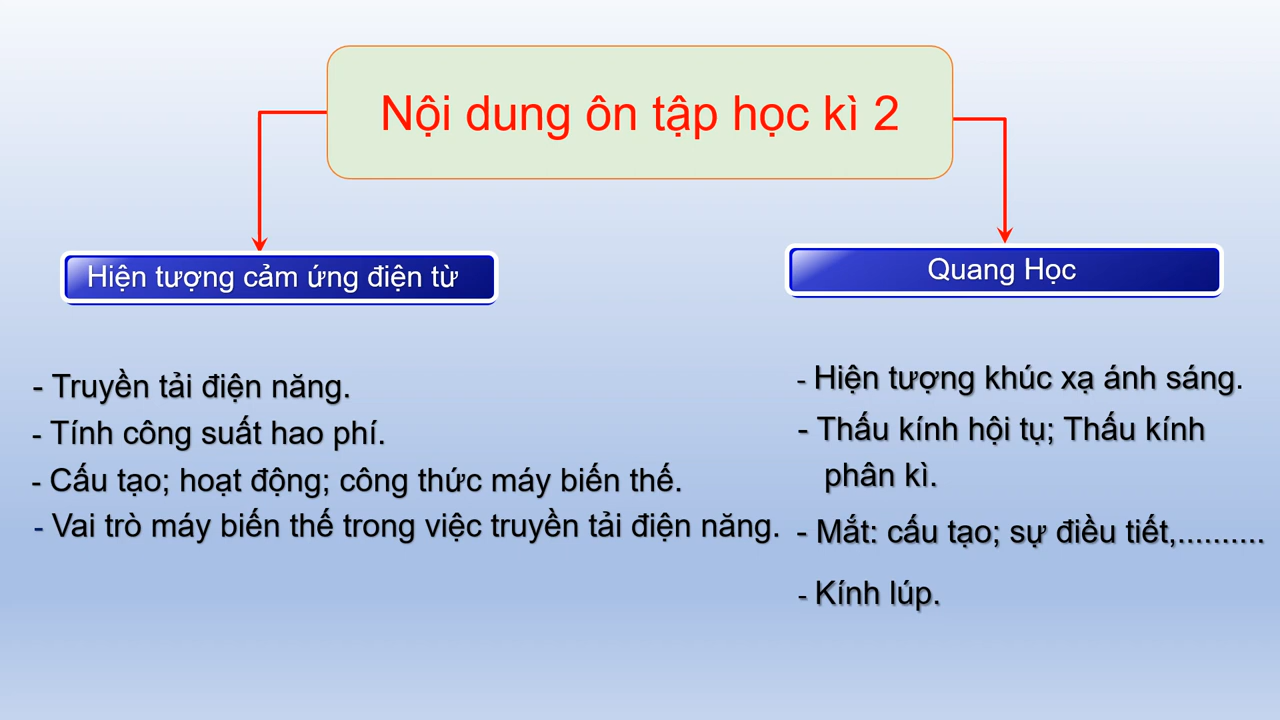 Nội dung ôn tập học kì 2
Hiện tượng cảm ứng điện từ
- Truyền tải điện năng.
- Tính công suất hao phí.
- Cấu tạo; hoạt động; công thức máy biến thế.
- Vai trò máy biến thế trong việc truyền tải điện năng.
Quang Học
- Hiện tượng khúc xạ ánh sáng.
- Thấu kính hội tụ; Thấu kính
phân kì.
- Mắt: cấu tạo; sự điều tiết,..........
- Kính lúp.